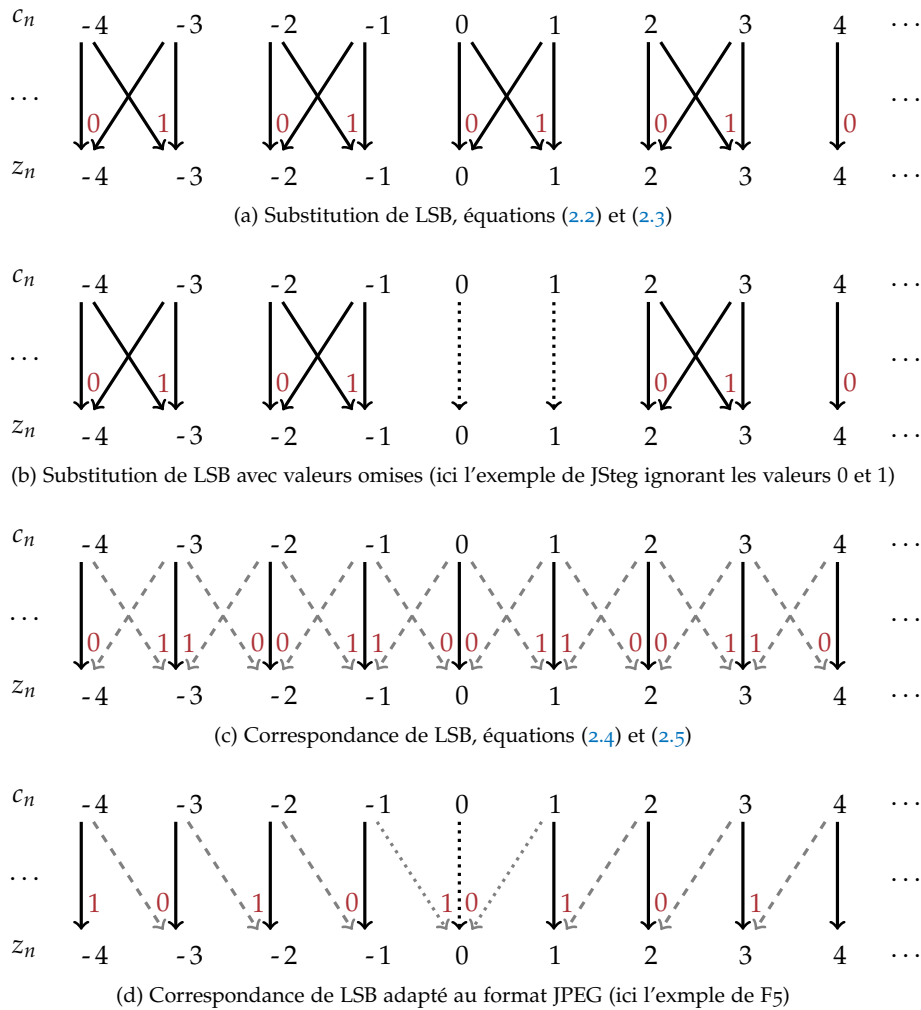 cₙ -4 -3 -2 -1 0 1 2 3 4 ...
... 0 1 0 1 0 1 0 1 0 ...
zₙ -4 -3 -2 -1 0 1 2 3 4 ...
(a) Substitution de LSB, équations (2.2) et (2.3)
cₙ -4 -3 -2 -1 0 1 2 3 4 ...
... 0 1 0 1 0 1 0 ...
zₙ -4 -3 -2 -1 0 1 2 3 4 ...
(b) Substitution de LSB avec valeurs omises (ici l'exemple de JSteg ignorant les valeurs 0 et 1)
cₙ -4 -3 -2 -1 0 1 2 3 4 ...
... 0 1 1 0 0 1 1 0 0 1 1 0 0 1 1 0 ...
zₙ -4 -3 -2 -1 0 1 2 3 4 ...
(c) Correspondance de LSB, équations (2.4) et (2.5)
cₙ -4 -3 -2 -1 0 1 2 3 4 ...
... 1 0 1 0 1 0 1 0 1 ...
zₙ -4 -3 -2 -1 0 1 2 3 4 ...
(d) Correspondance de LSB adapté au format JPEG (ici l'exmple de F5)